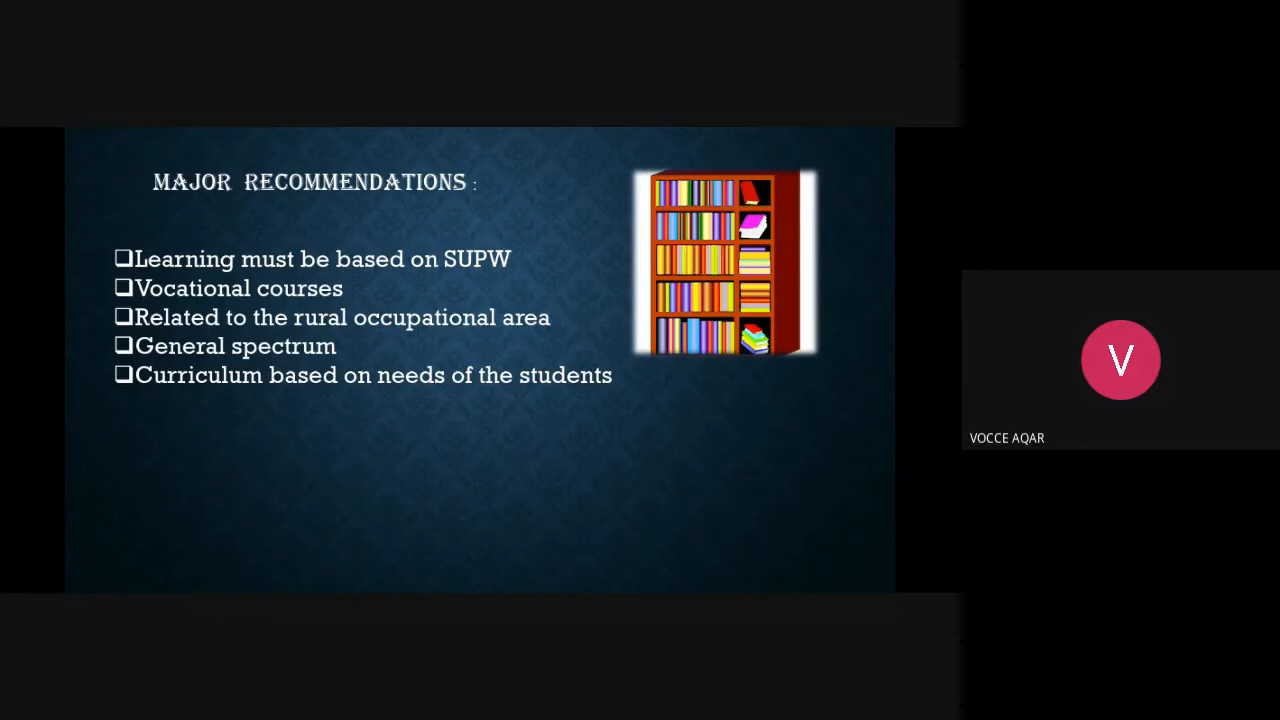 MAJOR RECOMMENDATIONS :
❑Learning must be based on SUPW
❑Vocational courses
❑Related to the rural occupational area
❑General spectrum
❑Curriculum based on needs of the students
V
VOCCE AQAR